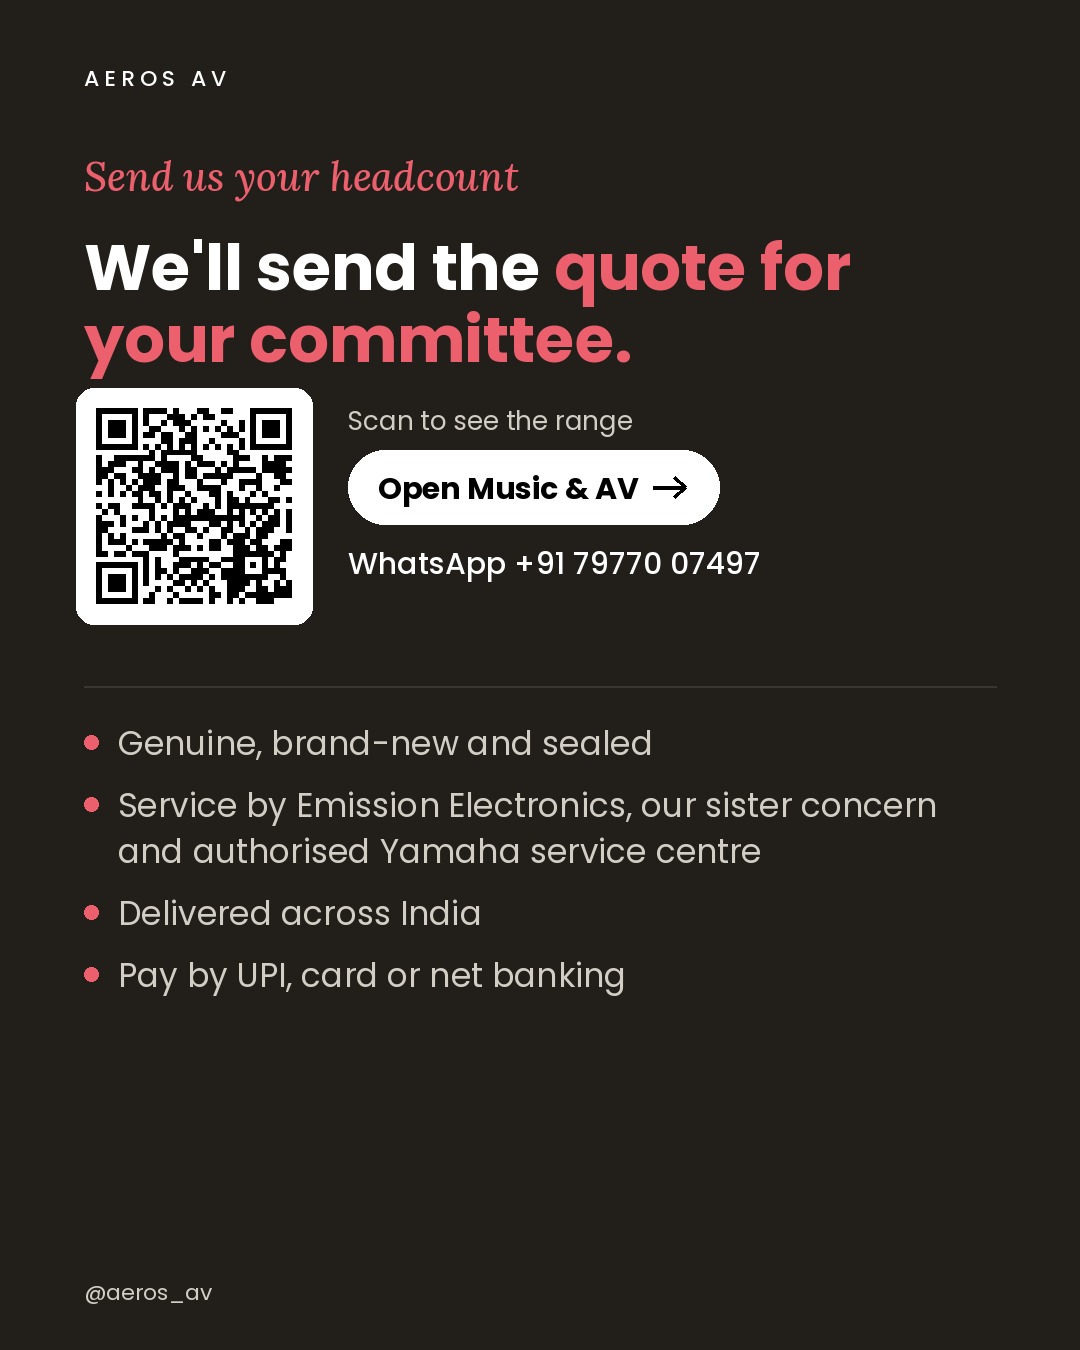 AEROS AV
Send us your headcount
We'll send the quote for
your committee.
Scan to see the range
Open Music & AV →
WhatsApp +91 79770 07497
Genuine, brand-new and sealed
Service by Emission Electronics, our sister concern
and authorised Yamaha service centre
Delivered across India
Pay by UPI, card or net banking
@aeros_av